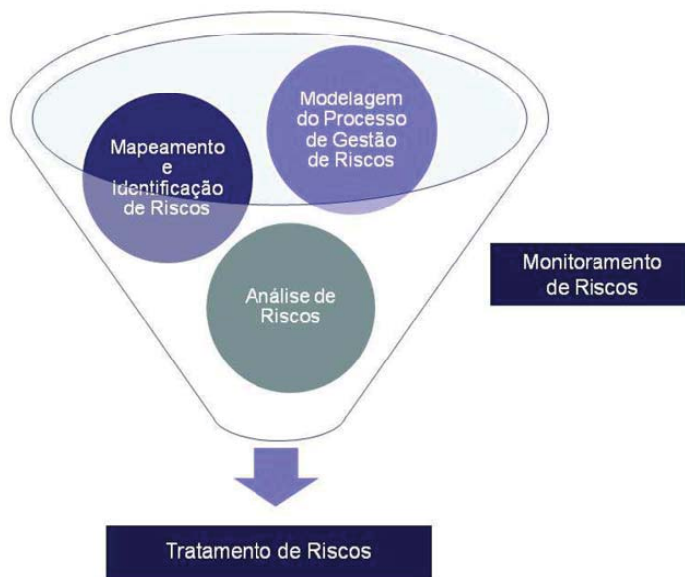 Modelagem
do Processo
de Gestão
de Riscos
Mapeamento
e
Identificação
de Riscos
Análise de
Riscos
Monitoramento
de Riscos
Tratamento de Riscos